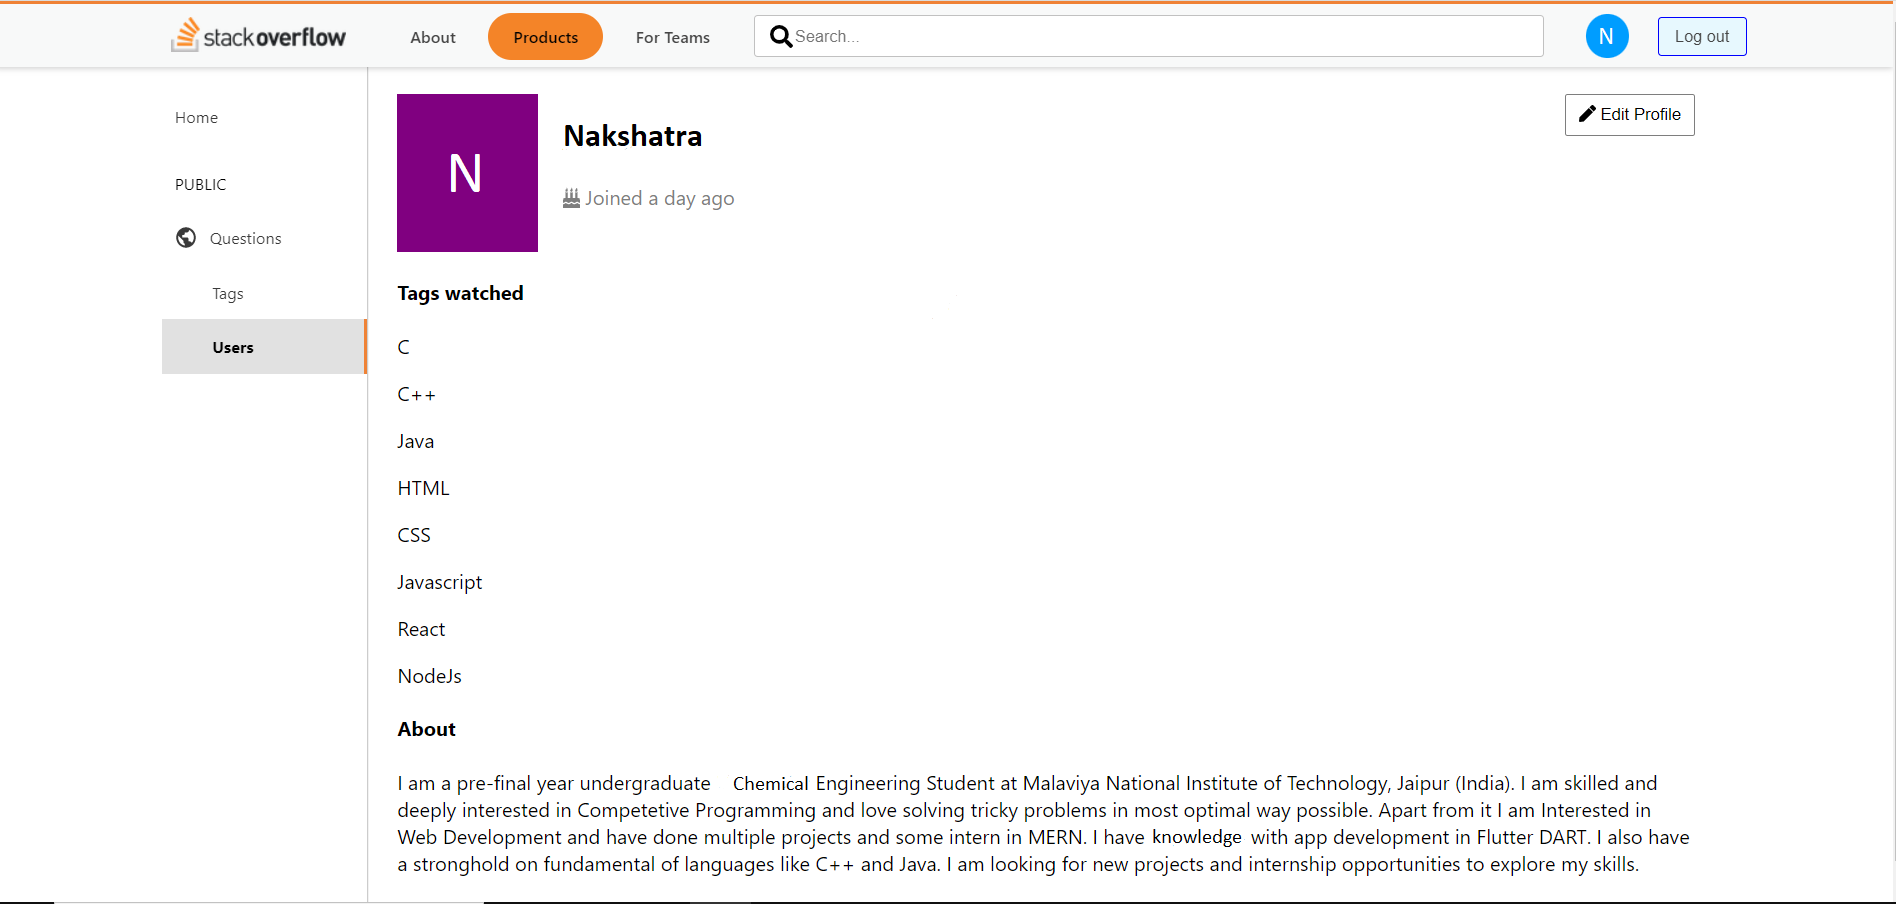 stackoverflow About Products For Teams Search... N Log out
Home
PUBLIC
Questions
Tags
Users
N
Nakshatra
Joined a day ago
Edit Profile
Tags watched
C
C++
Java
HTML
CSS
Javascript
React
NodeJs
About
I am a pre-final year undergraduate Chemical Engineering Student at Malaviya National Institute of Technology, Jaipur (India). I am skilled and
deeply interested in Competetive Programming and love solving tricky problems in most optimal way possible. Apart from it I am Interested in
Web Development and have done multiple projects and some intern in MERN. I have knowledge with app development in Flutter DART. I also have
a stronghold on fundamental of languages like C++ and Java. I am looking for new projects and internship opportunities to explore my skills.